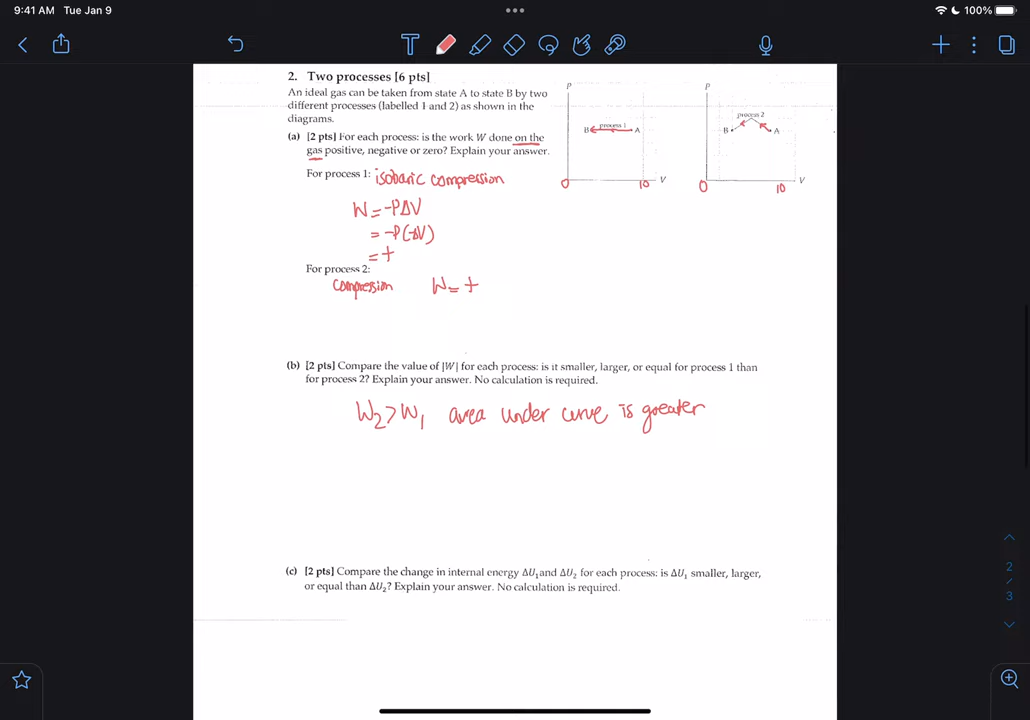 9:41 AM Tue Jan 9
100%
2. Two processes [6 pts]
An ideal gas can be taken from state A to state B by two
different processes (labelled 1 and 2) as shown in the
diagrams.
(a) [2 pts] For each process: is the work W done on the
gas positive, negative or zero? Explain your answer.
P
process 1
B
A
V
0
10
P
process 2
B
A
V
0
10
For process 1: isobaric compression
W = -PΔV
= -P(-ΔV)
= +
For process 2:
compression W = +
(b) [2 pts] Compare the value of |W| for each process: is it smaller, larger, or equal for process 1 than
for process 2? Explain your answer. No calculation is required.
W₂ > W₁ area under curve is greater
(c) [2 pts] Compare the change in internal energy ΔU₁and ΔU₂ for each process: is ΔU₁ smaller, larger,
or equal than ΔU₂? Explain your answer. No calculation is required.
2
/
3